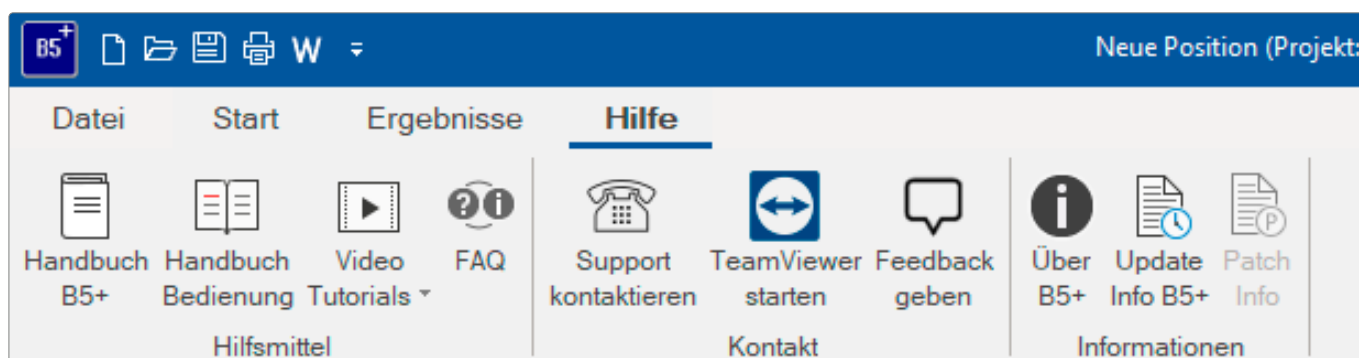 B5+ W Neue Position (Projekt:
Datei Start Ergebnisse Hilfe
Handbuch Handbuch Video FAQ Support TeamViewer Feedback Über Update Patch
B5+ Bedienung Tutorials kontaktieren starten geben B5+ Info B5+ Info
Hilfsmittel Kontakt Informationen